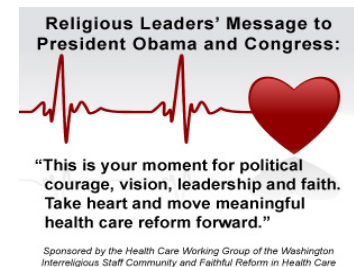 Religious Leaders' Message to
President Obama and Congress:
“This is your moment for political
courage, vision, leadership and faith.
Take heart and move meaningful
health care reform forward.”
Sponsored by the Health Care Working Group of the Washington
Interreligious Staff Community and Faithful Reform in Health Care